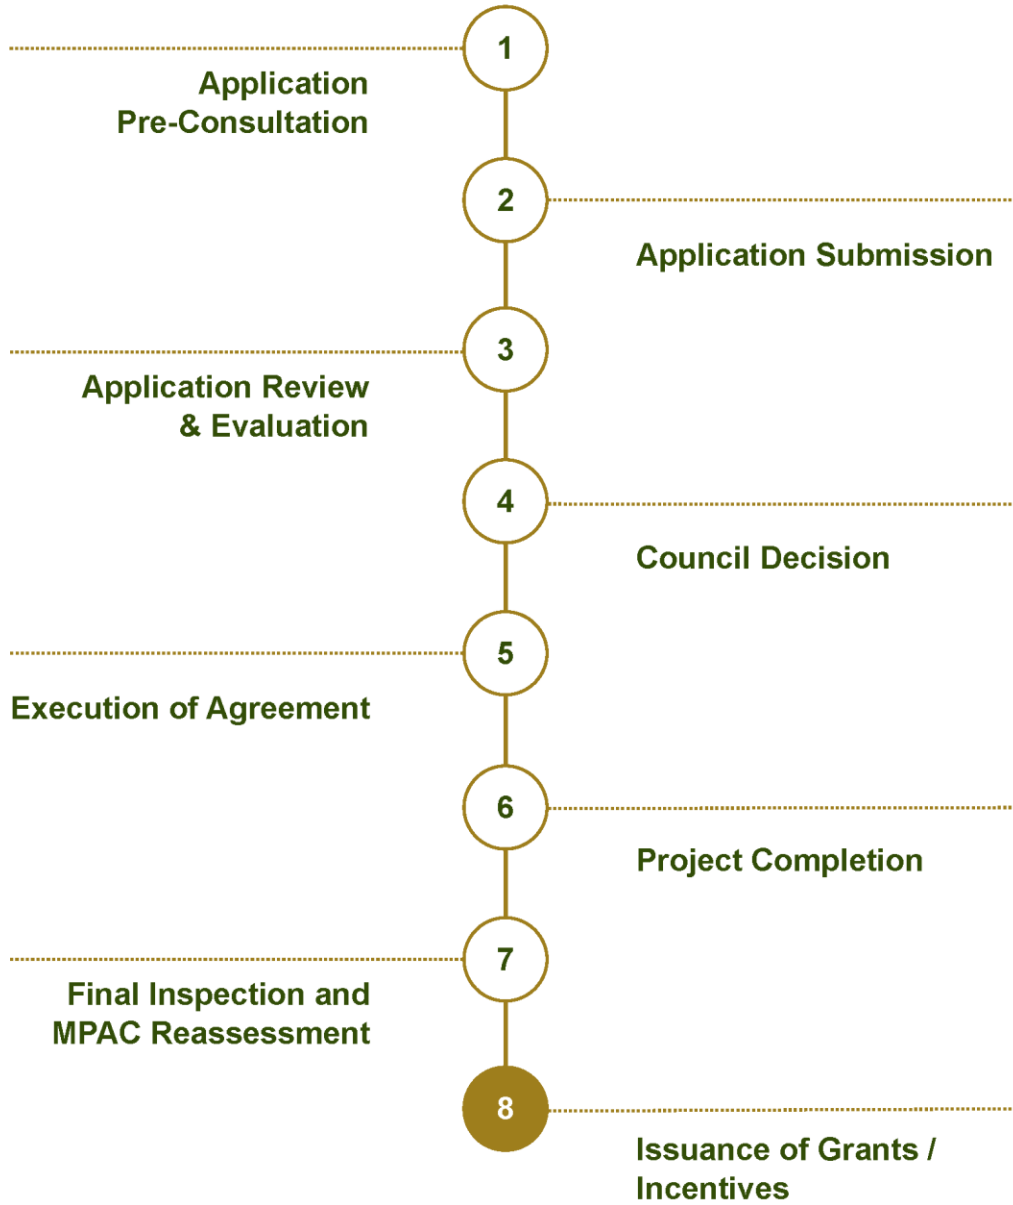 1
Application
Pre-Consultation
2
Application Submission
3
Application Review
& Evaluation
4
Council Decision
5
Execution of Agreement
6
Project Completion
7
Final Inspection and
MPAC Reassessment
8
Issuance of Grants /
Incentives